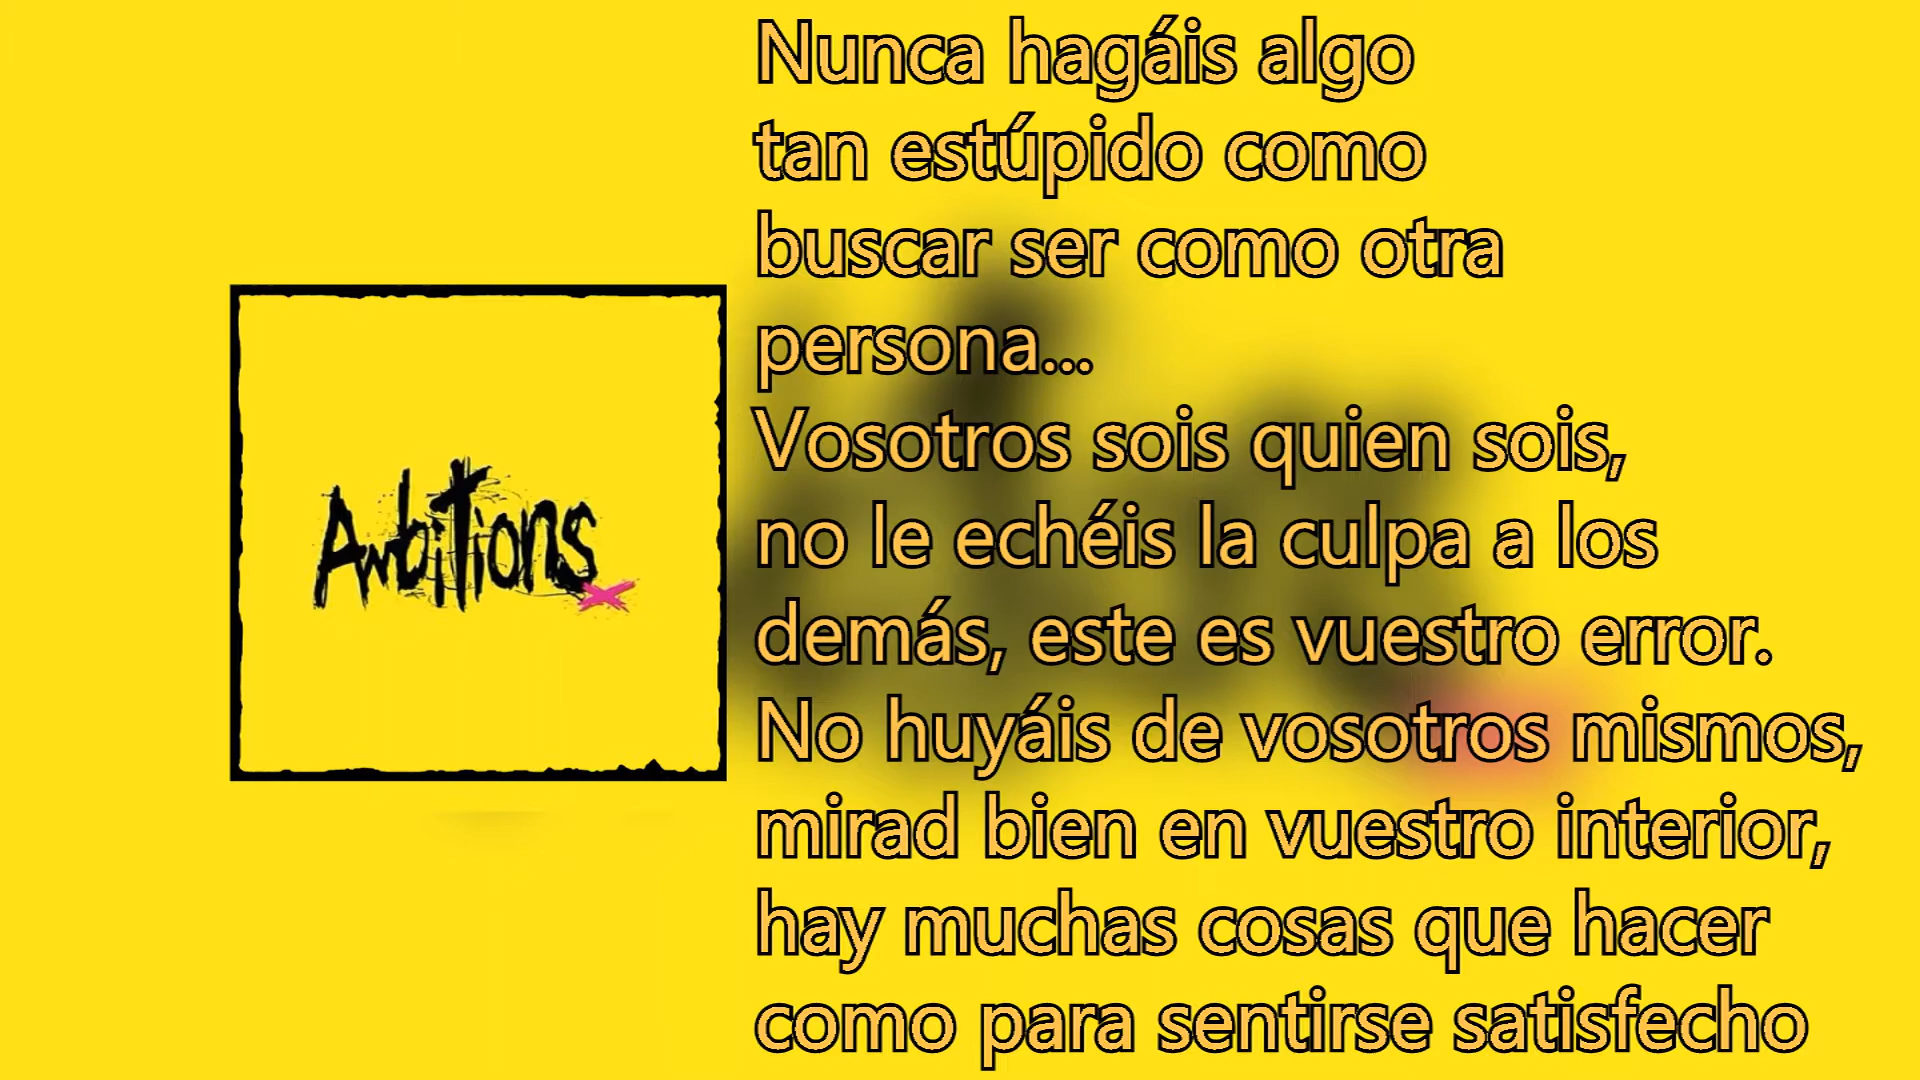 Nunca hagáis algo
tan estúpido como
buscar ser como otra
persona...
Vosotros sois quien sois,
no le echéis la culpa a los
demás, este es vuestro error.
No huyáis de vosotros mismos,
mirad bien en vuestro interior,
hay muchas cosas que hacer
como para sentirse satisfecho
Ambitions